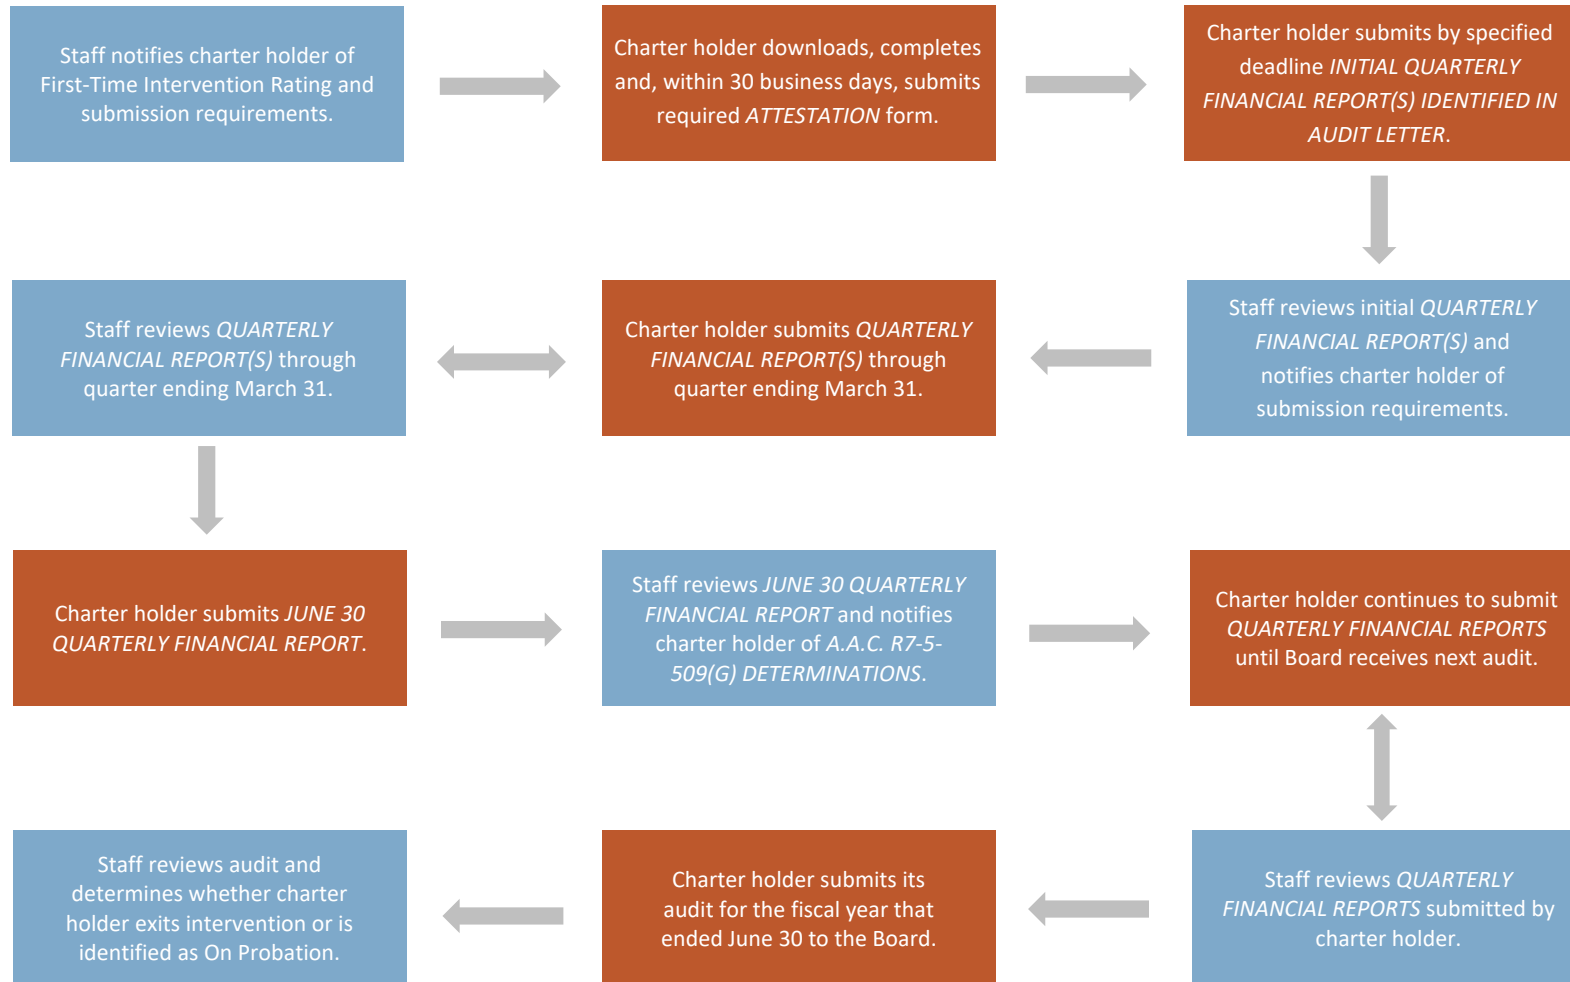 Staff notifies charter holder of
First-Time Intervention Rating and
submission requirements.
Charter holder downloads, completes
and, within 30 business days, submits
required ATTESTATION form.
Charter holder submits by specified
deadline INITIAL QUARTERLY
FINANCIAL REPORT(S) IDENTIFIED IN
AUDIT LETTER.
Staff reviews initial QUARTERLY
FINANCIAL REPORT(S) and
notifies charter holder of
submission requirements.
Charter holder submits QUARTERLY
FINANCIAL REPORT(S) through
quarter ending March 31.
Staff reviews QUARTERLY
FINANCIAL REPORT(S) through
quarter ending March 31.
Charter holder submits JUNE 30
QUARTERLY FINANCIAL REPORT.
Staff reviews JUNE 30 QUARTERLY
FINANCIAL REPORT and notifies
charter holder of A.A.C. R7-5-
509(G) DETERMINATIONS.
Charter holder continues to submit
QUARTERLY FINANCIAL REPORTS
until Board receives next audit.
Staff reviews QUARTERLY
FINANCIAL REPORTS submitted by
charter holder.
Charter holder submits its
audit for the fiscal year that
ended June 30 to the Board.
Staff reviews audit and
determines whether charter
holder exits intervention or is
identified as On Probation.